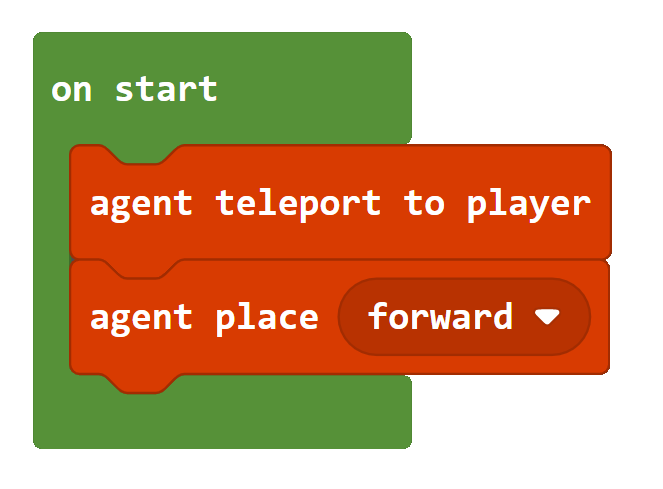 on start
agent teleport to player
agent place forward